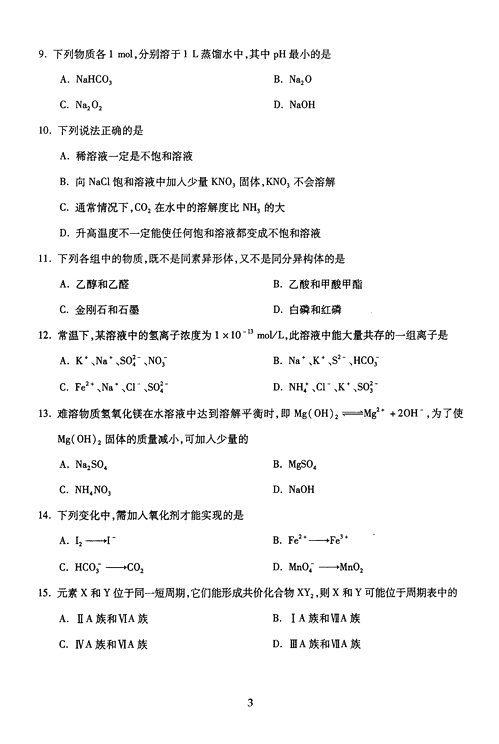 9. 下列物质各 1 mol,分别溶于 1 L 蒸馏水中,其中 pH 最小的是
A. NaHCO₃ B. Na₂O
C. Na₂O₂ D. NaOH
10. 下列说法正确的是
A. 稀溶液一定是不饱和溶液
B. 向 NaCl 饱和溶液中加入少量 KNO₃ 固体,KNO₃ 不会溶解
C. 通常情况下,CO₂ 在水中的溶解度比 NH₃ 的大
D. 升高温度不一定能使任何饱和溶液都变成不饱和溶液
11. 下列各组中的物质,既不是同素异形体,又不是同分异构体的是
A. 乙醇和乙醛 B. 乙酸和甲酸甲酯
C. 金刚石和石墨 D. 白磷和红磷
12. 常温下,某溶液中的氢离子浓度为 1×10⁻¹³ mol/L,此溶液中能大量共存的一组离子是
A. K⁺、Na⁺、SO₄²⁻、NO₃⁻ B. Na⁺、K⁺、S²⁻、HCO₃⁻
C. Fe²⁺、Na⁺、Cl⁻、SO₄²⁻ D. NH₄⁺、Cl⁻、K⁺、SO₃²⁻
13. 难溶物质氢氧化镁在水溶液中达到溶解平衡时,即 Mg(OH)₂ ⇌ Mg²⁺ + 2OH⁻,为了使
Mg(OH)₂ 固体的质量减小,可加入少量的
A. Na₂SO₄ B. MgSO₄
C. NH₄NO₃ D. NaOH
14. 下列变化中,需加入氧化剂才能实现的是
A. I₂ ⟶ I⁻ B. Fe²⁺ ⟶ Fe³⁺
C. HCO₃⁻ ⟶ CO₂ D. MnO₄⁻ ⟶ MnO₂
15. 元素 X 和 Y 位于同一短周期,它们能形成共价化合物 XY₂,则 X 和 Y 可能位于周期表中的
A. ⅡA 族和ⅥA 族 B. ⅠA 族和ⅦA 族
C. ⅣA 族和ⅥA 族 D. ⅢA 族和ⅦA 族
3